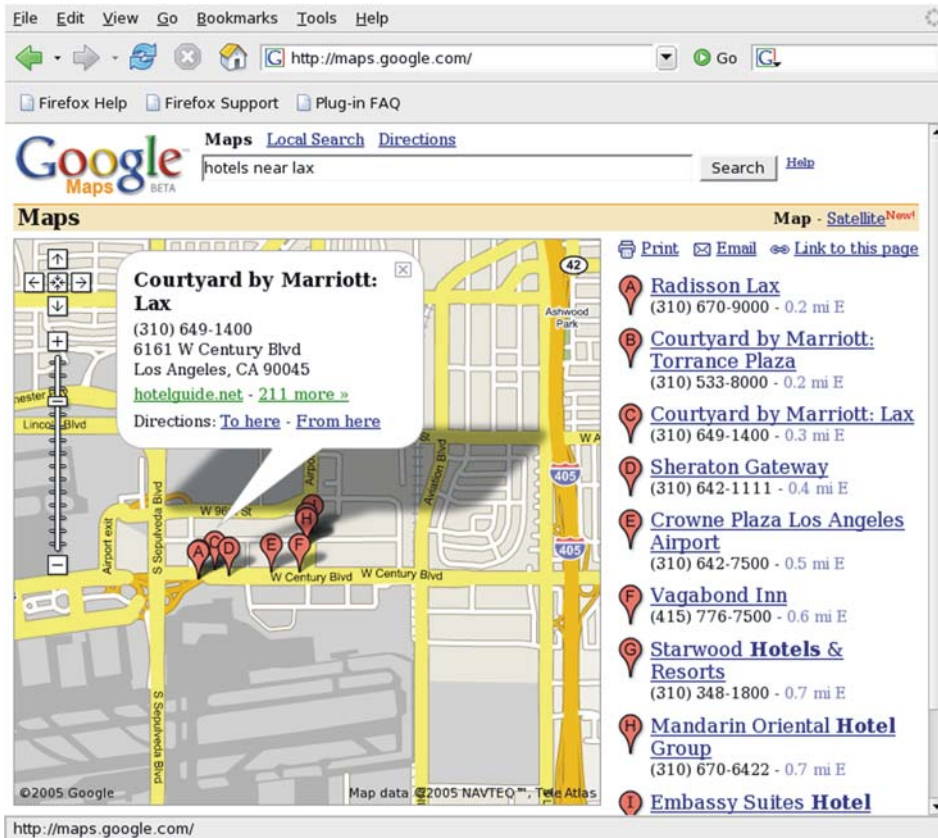 File Edit View Go Bookmarks Tools Help
http://maps.google.com/ Go
Firefox Help Firefox Support Plug-in FAQ
Google Maps BETA
Maps Local Search Directions
hotels near lax Search Help
Maps
Map - Satellite New!
Print Email Link to this page
Courtyard by Marriott:
Lax
(310) 649-1400
6161 W Century Blvd
Los Angeles, CA 90045
hotelguide.net - 211 more »
Directions: To here - From here
42
Ashwood
Park
Lincoln Blvd
W A
405
Aviation Blvd
S Sepulveda Blvd
W 96th St
Airport exit
405
A
C
D
E
F
H
W Century Blvd W Century Blvd
S Sepulveda Blvd
©2005 Google
Map data ©2005 NAVTEQ™, Tele Atlas
A Radisson Lax
(310) 670-9000 - 0.2 mi E
B Courtyard by Marriott:
Torrance Plaza
(310) 533-8000 - 0.2 mi E
C Courtyard by Marriott: Lax
(310) 649-1400 - 0.3 mi E
D Sheraton Gateway
(310) 642-1111 - 0.4 mi E
E Crowne Plaza Los Angeles
Airport
(310) 642-7500 - 0.5 mi E
F Vagabond Inn
(415) 776-7500 - 0.6 mi E
G Starwood Hotels &
Resorts
(310) 348-1800 - 0.7 mi E
H Mandarin Oriental Hotel
Group
(310) 670-6422 - 0.7 mi E
I Embassy Suites Hotel
http://maps.google.com/